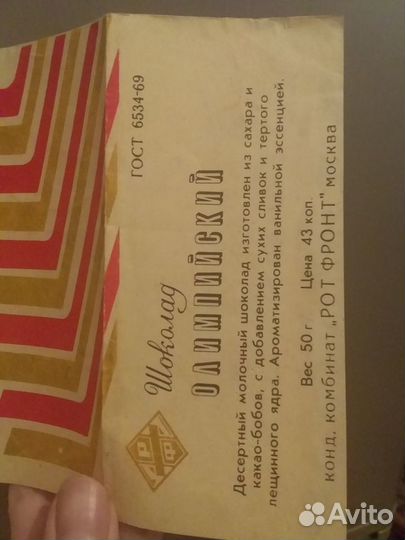 ГОСТ 6534-69
Шоколад
ОЛИМПИЙСКИЙ
Десертный молочный шоколад изготовлен из сахара и
какао-бобов, с добавлением сухих сливок и тертого
лещинного ядра. Ароматизирован ванильной эссенцией.
Вес 50 г Цена 43 коп.
конд. комбинат „РОТ ФРОНТ" москва
Avito